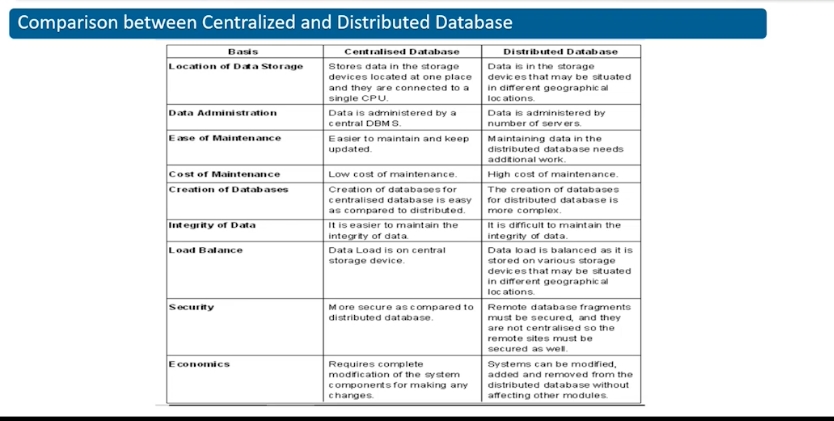 Comparison between Centralized and Distributed Database
Basis Centralised Database Distributed Database
Location of Data Storage
Stores data in the storage
devices located at one place
and they are connected to a
single CPU.
Data is in the storage
devices that may be situated
in different geographical
locations.
Data Administration
Data is administered by a
central DBMS.
Data is administered by
number of servers.
Ease of Maintenance
Easier to maintain and keep
updated.
Maintaining data in the
distributed database needs
additional work.
Cost of Maintenance
Low cost of maintenance.
High cost of maintenance.
Creation of Databases
Creation of databases for
centralised database is easy
as compared to distributed.
The creation of databases
for distributed database is
more complex.
Integrity of Data
It is easier to maintain the
integrity of data.
It is difficult to maintain the
integrity of data.
Load Balance
Data Load is on central
storage device.
Data load is balanced as it is
stored on various storage
devices that may be situated
in different geographical
locations.
Security
More secure as compared to
distributed database.
Remote database fragments
must be secured, and they
are not centralised so the
remote sites must be
secured as well.
Economics
Requires complete
modification of the system
components for making any
changes.
Systems can be modified,
added and removed from the
distributed database without
affecting other modules.